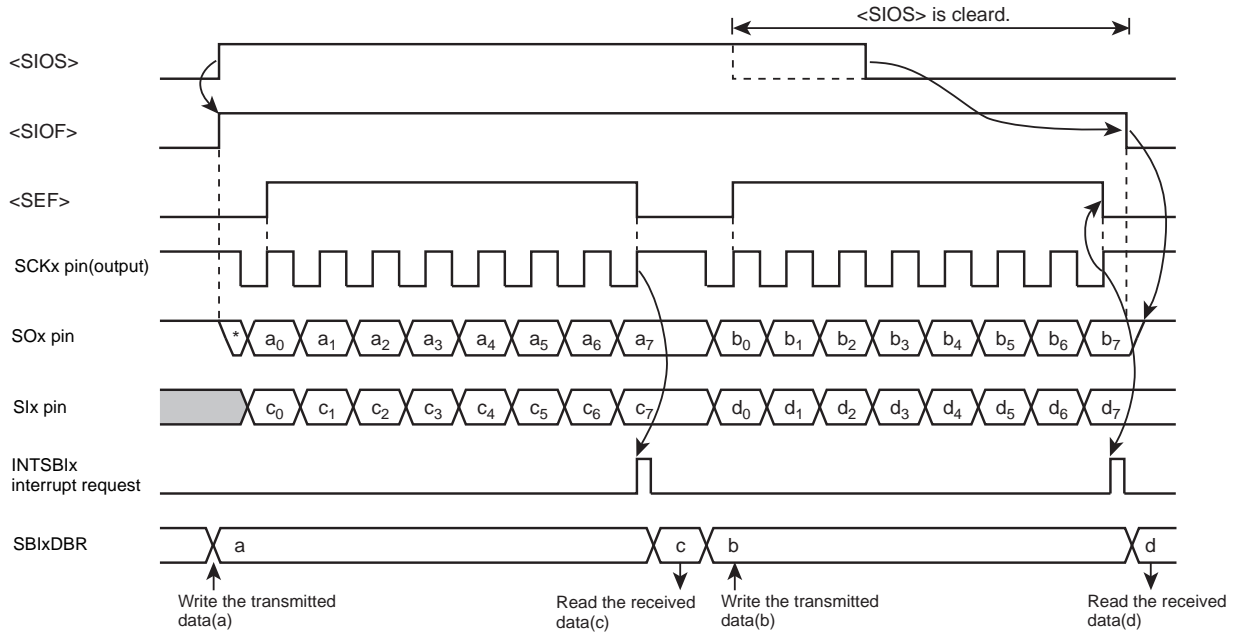 <SIOS> is cleard.
<SIOS>
<SIOF>
<SEF>
SCKx pin(output)
SOx pin
* a0 a1 a2 a3 a4 a5 a6 a7 b0 b1 b2 b3 b4 b5 b6 b7
SIx pin
c0 c1 c2 c3 c4 c5 c6 c7 d0 d1 d2 d3 d4 d5 d6 d7
INTSBIx
interrupt request
SBIxDBR
a c b d
Write the transmitted
data(a)
Read the received
data(c)
Write the transmitted
data(b)
Read the received
data(d)